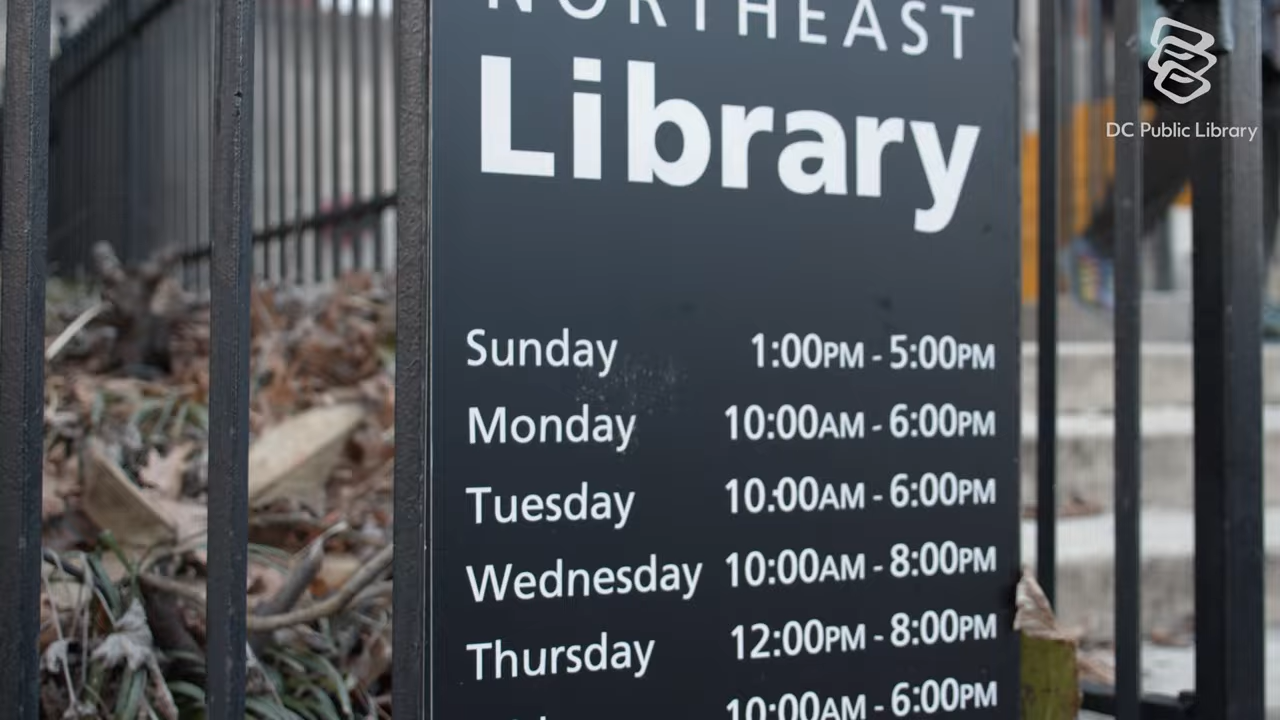 NORTHEAST
Library
DC Public Library
Sunday 1:00PM - 5:00PM
Monday 10:00AM - 6:00PM
Tuesday 10:00AM - 6:00PM
Wednesday 10:00AM - 8:00PM
Thursday 12:00PM - 8:00PM
10:00AM - 6:00PM